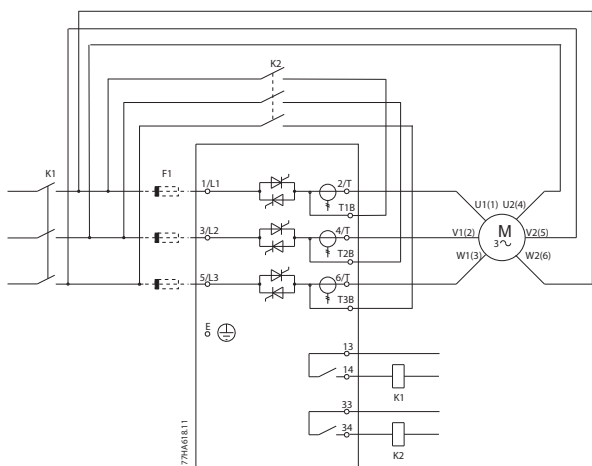 K2
K1
F1
1/L1
2/T
T1B
U1(1) U2(4)
3/L2
4/T
T2B
V1(2)
M
3~
V2(5)
5/L3
6/T
T3B
W1(3)
W2(6)
E
13
14
K1
33
34
K2
177HA618.11